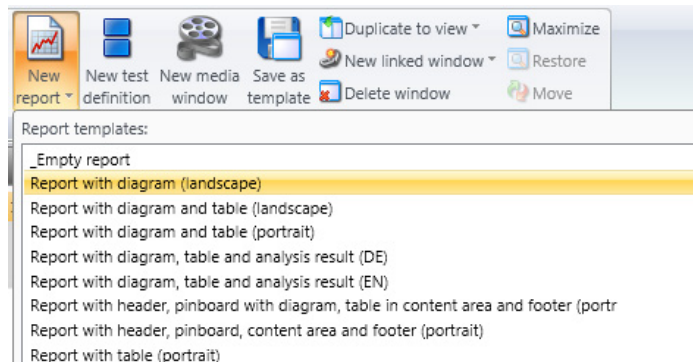 New report
New test definition
New media window
Save as template
Duplicate to view
New linked window
Delete window
Maximize
Restore
Move
Report templates:
_Empty report
Report with diagram (landscape)
Report with diagram and table (landscape)
Report with diagram and table (portrait)
Report with diagram, table and analysis result (DE)
Report with diagram, table and analysis result (EN)
Report with header, pinboard with diagram, table in content area and footer (portr
Report with header, pinboard, content area and footer (portrait)
Report with table (portrait)